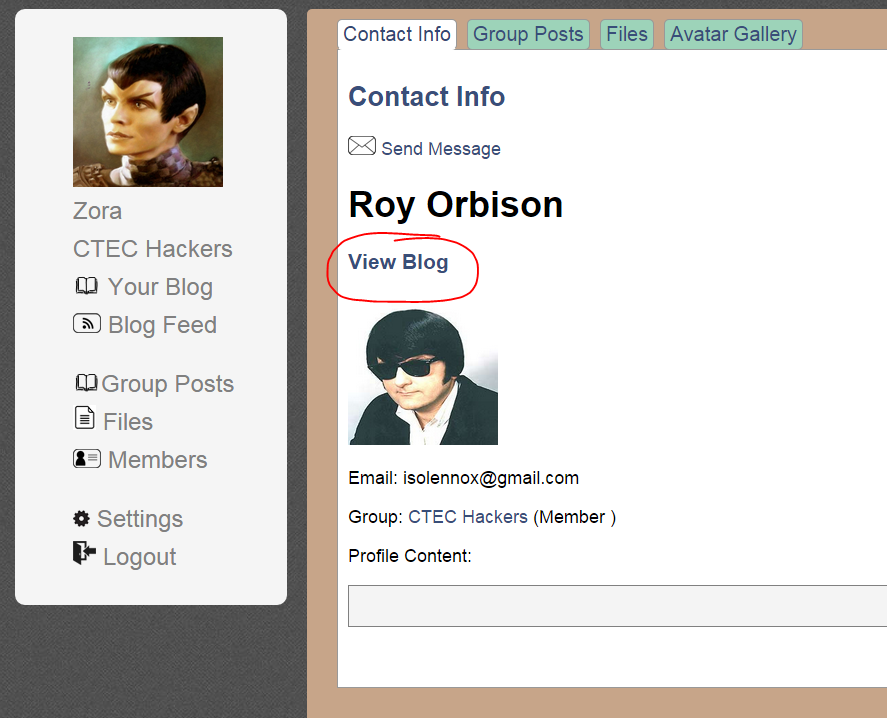 Zora
CTEC Hackers
Your Blog
Blog Feed
Group Posts
Files
Members
Settings
Logout
Contact Info Group Posts Files Avatar Gallery
Contact Info
Send Message
Roy Orbison
View Blog
Email: isolennox@gmail.com
Group: CTEC Hackers (Member )
Profile Content: